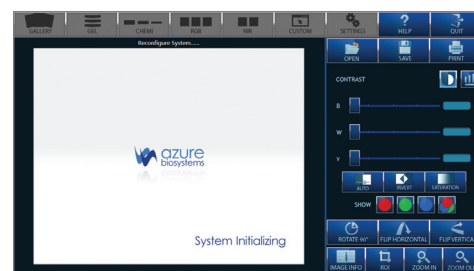 GALLERY GEL CHEMI RGB NIR CUSTOM SETTINGS HELP QUIT
Reconfigure System.....
OPEN SAVE PRINT
CONTRAST
B
W
Y
azure
biosystems
AUTO INVERT SATURATION
SHOW
System Initializing
ROTATE 90° FLIP HORIZONTAL FLIP VERTICA
IMAGE INFO ROI ZOOM IN ZOOM OU